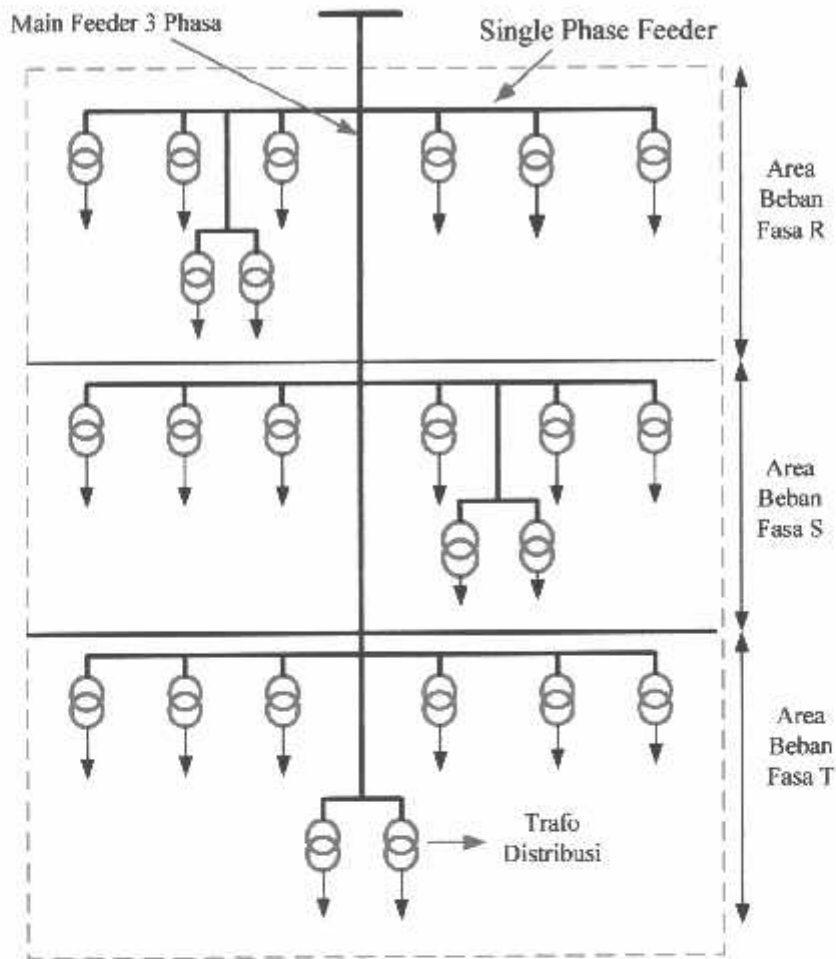 Main Feeder 3 Phasa
Single Phase Feeder
Area
Beban
Fasa R
Area
Beban
Fasa S
Area
Beban
Fasa T
Trafo
Distribusi